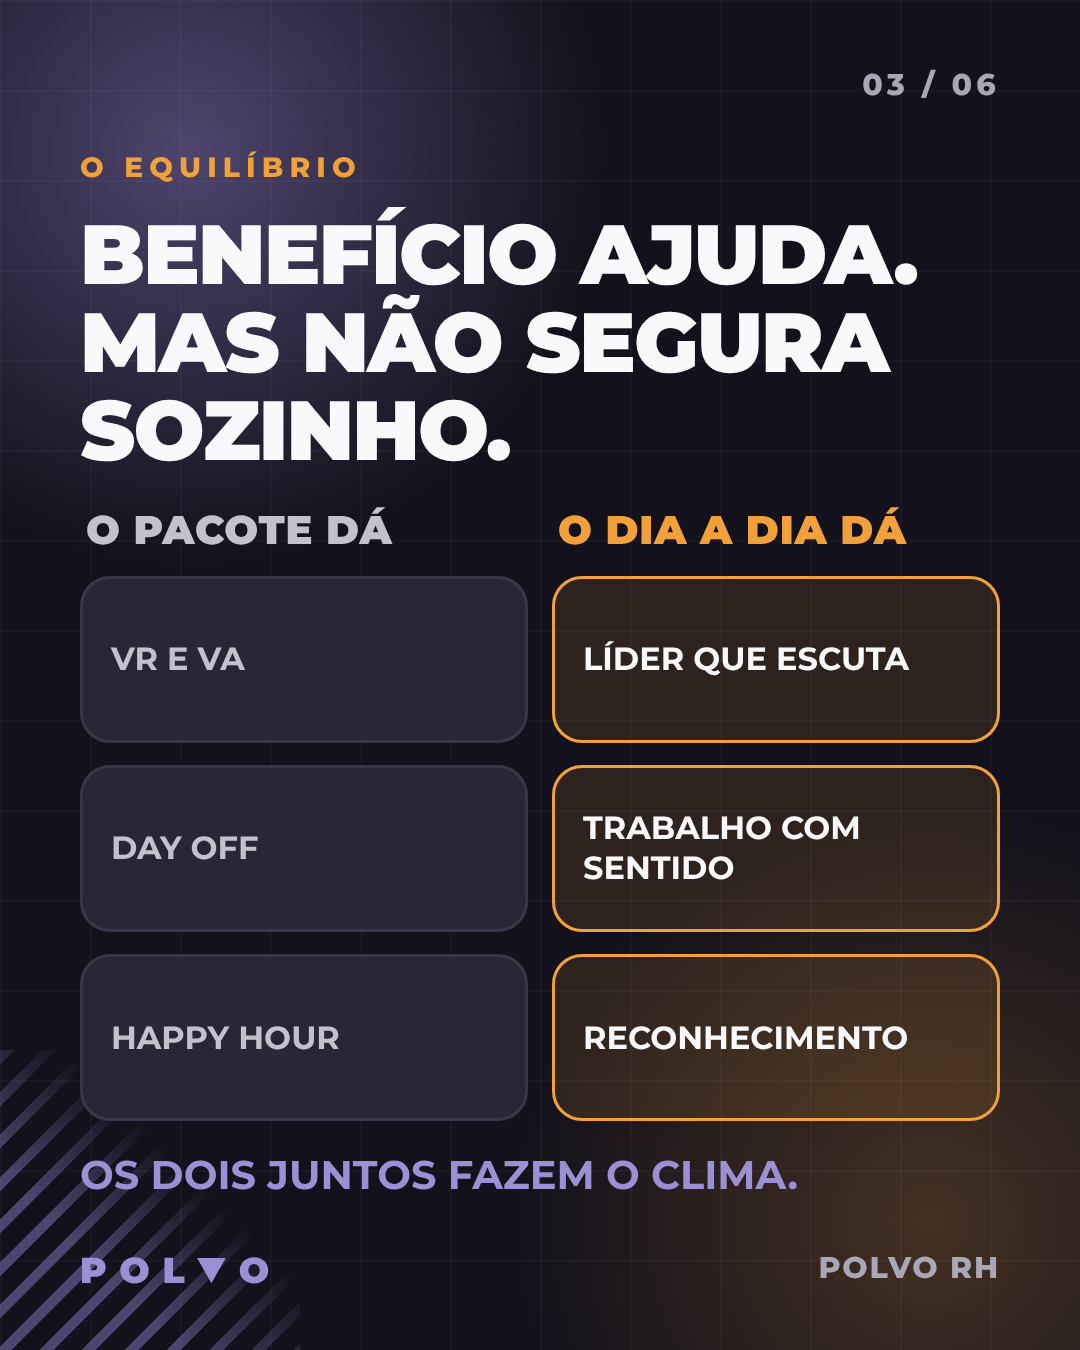 03 / 06
O EQUILÍBRIO
BENEFÍCIO AJUDA.
MAS NÃO SEGURA
SOZINHO.
O PACOTE DÁ
O DIA A DIA DÁ
VR E VA
LÍDER QUE ESCUTA
DAY OFF
TRABALHO COM
SENTIDO
HAPPY HOUR
RECONHECIMENTO
OS DOIS JUNTOS FAZEM O CLIMA.
POLVO
POLVO RH